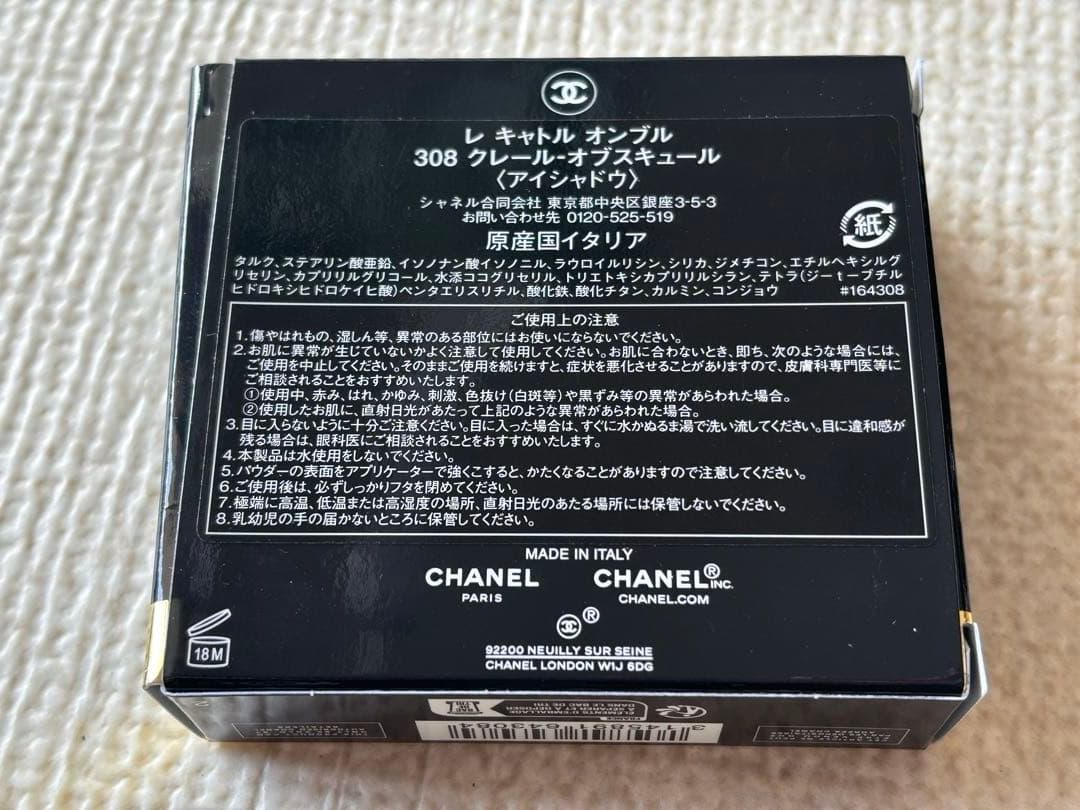 レ キャトル オンブル
308 クレール-オブスキュール
〈アイシャドウ〉
シャネル合同会社 東京都中央区銀座3-5-3
お問い合わせ先 0120-525-519
原産国イタリア
紙
タルク、ステアリン酸亜鉛、イソノナン酸イソノニル、ラウロイルリシン、シリカ、ジメチコン、エチルヘキシルグ
リセリン、カプリリルグリコール、水添ココグリセリル、トリエトキシカプリリルシラン、テトラ(ジーtーブチル
ヒドロキシヒドロケイヒ酸)ペンタエリスリチル、酸化鉄、酸化チタン、カルミン、コンジョウ #164308
ご使用上の注意
1.傷やはれもの、湿しん等、異常のある部位にはお使いにならないでください。
2.お肌に異常が生じていないかよく注意して使用してください。お肌に合わないとき、即ち、次のような場合には、
ご使用を中止してください。そのままご使用を続けますと、症状を悪化させることがありますので、皮膚科専門医等に
ご相談されることをおすすめいたします。
①使用中、赤み、はれ、かゆみ、刺激、色抜け(白斑等)や黒ずみ等の異常があらわれた場合。
②使用したお肌に、直射日光があたって上記のような異常があらわれた場合。
3.目に入らないように十分ご注意ください。目に入った場合は、すぐに水かぬるま湯で洗い流してください。目に違和感が
残る場合は、眼科医にご相談されることをおすすめいたします。
4.本製品は水使用をしないでください。
5.パウダーの表面をアプリケーターで強くこすると、かたくなることがありますので注意してください。
6.ご使用後は、必ずしっかりフタを閉めてください。
7.極端に高温、低温または高湿度の場所、直射日光のあたる場所には保管しないでください。
8.乳幼児の手の届かないところに保管してください。
MADE IN ITALY
CHANEL CHANEL® INC.
PARIS CHANEL.COM
®
18M
92200 NEUILLY SUR SEINE
CHANEL LONDON W1J 6DG
ÉLÉMENTS D'EMBALLAGE
À SÉPARER ET À DÉPOSER
DANS LE BAC DE TRI
FRANCE